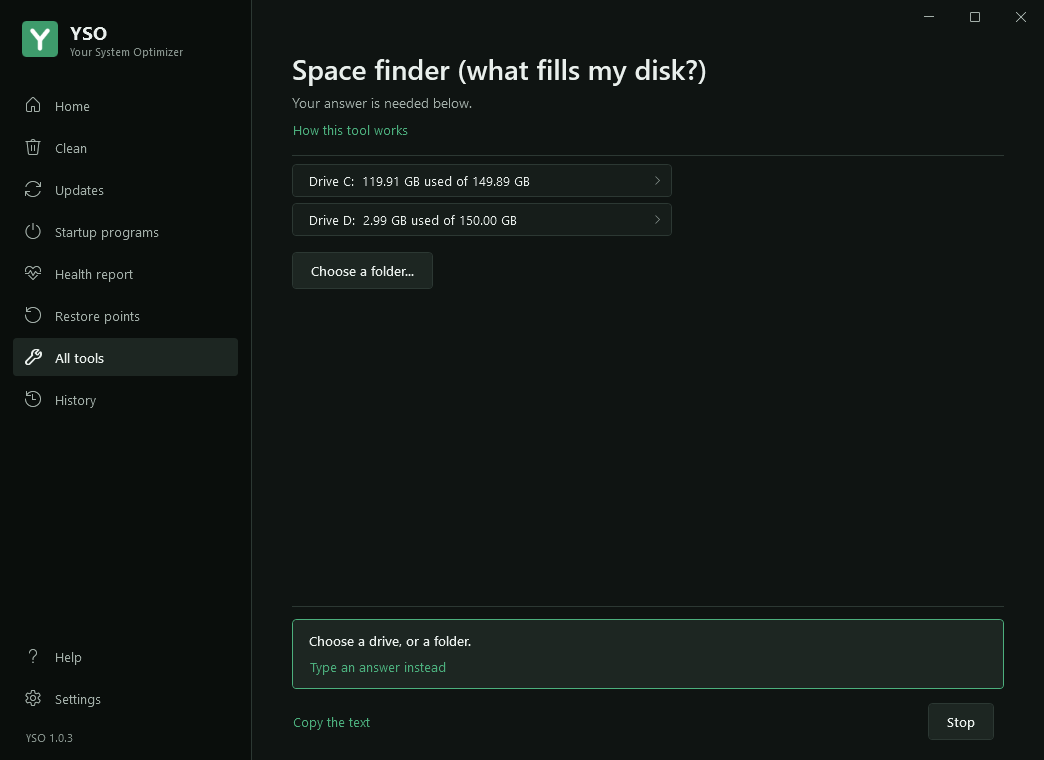 YSO
Your System Optimizer
Home
Clean
Updates
Startup programs
Health report
Restore points
All tools
History
Help
Settings
YSO 1.0.3
Space finder (what fills my disk?)
Your answer is needed below.
How this tool works
Drive C: 119.91 GB used of 149.89 GB
Drive D: 2.99 GB used of 150.00 GB
Choose a folder...
Choose a drive, or a folder.
Type an answer instead
Copy the text
Stop